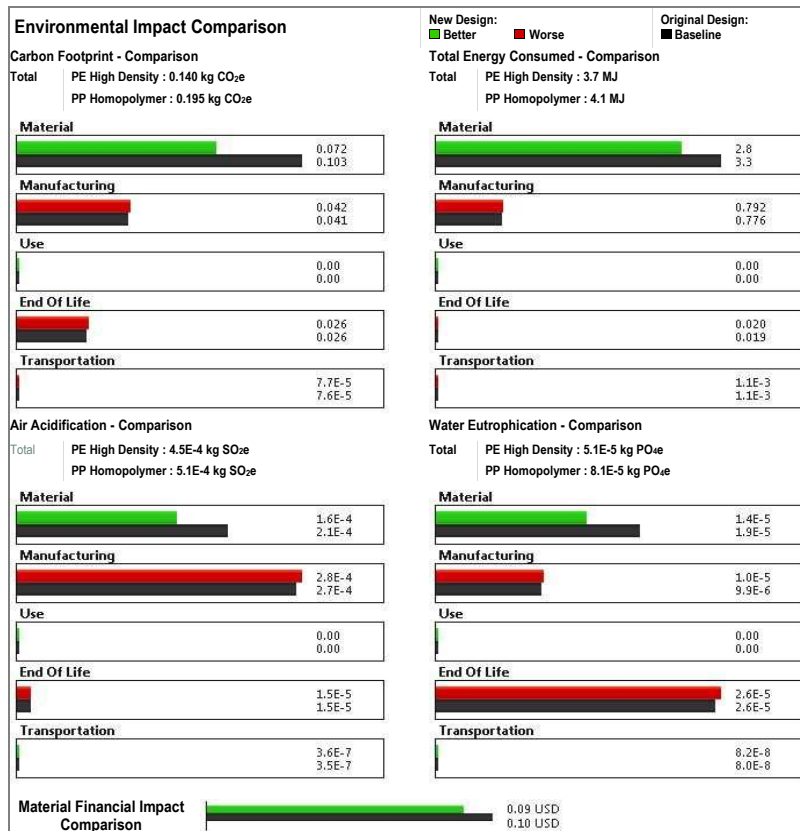 Environmental Impact Comparison
New Design:
Better Worse
Original Design:
Baseline
Carbon Footprint - Comparison
Total PE High Density : 0.140 kg CO2e
PP Homopolymer : 0.195 kg CO2e
Material
0.072
0.103
Manufacturing
0.042
0.041
Use
0.00
0.00
End Of Life
0.026
0.026
Transportation
7.7E-5
7.6E-5
Total Energy Consumed - Comparison
Total PE High Density : 3.7 MJ
PP Homopolymer : 4.1 MJ
Material
2.8
3.3
Manufacturing
0.792
0.776
Use
0.00
0.00
End Of Life
0.020
0.019
Transportation
1.1E-3
1.1E-3
Air Acidification - Comparison
Total PE High Density : 4.5E-4 kg SO2e
PP Homopolymer : 5.1E-4 kg SO2e
Material
1.6E-4
2.1E-4
Manufacturing
2.8E-4
2.7E-4
Use
0.00
0.00
End Of Life
1.5E-5
1.5E-5
Transportation
3.6E-7
3.5E-7
Water Eutrophication - Comparison
Total PE High Density : 5.1E-5 kg PO4e
PP Homopolymer : 8.1E-5 kg PO4e
Material
1.4E-5
1.9E-5
Manufacturing
1.0E-5
9.9E-6
Use
0.00
0.00
End Of Life
2.6E-5
2.6E-5
Transportation
8.2E-8
8.0E-8
Material Financial Impact
Comparison
0.09 USD
0.10 USD